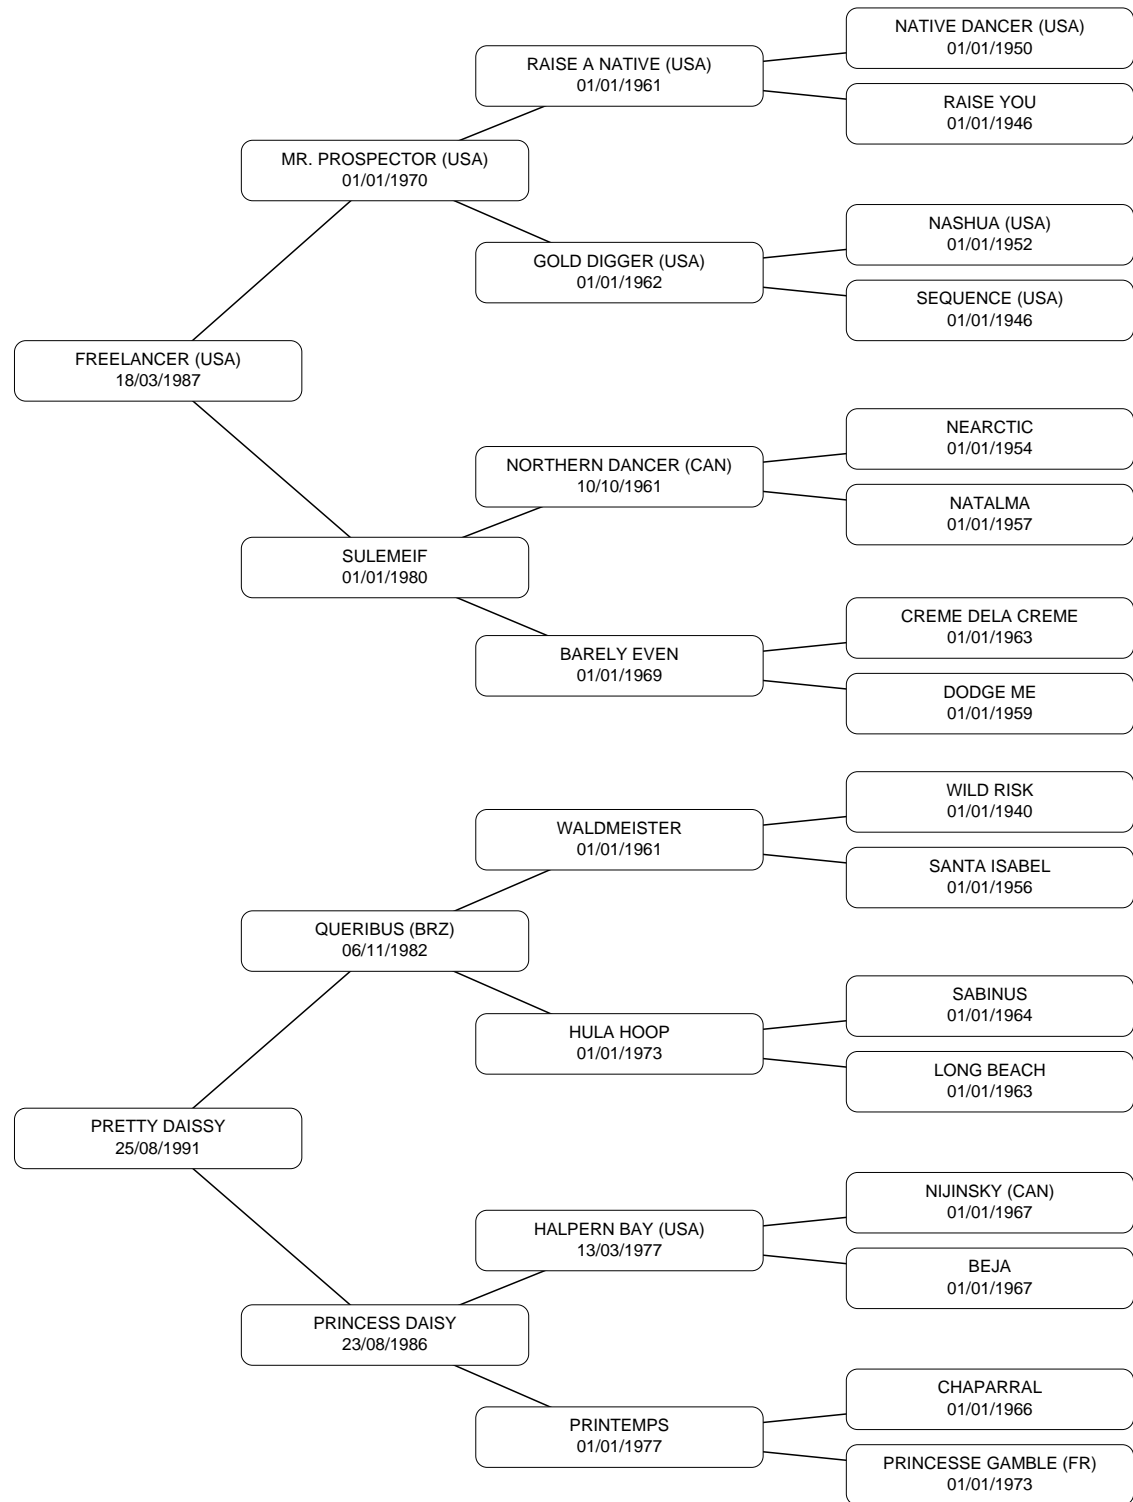 NATIVE DANCER (USA)
01/01/1950
RAISE A NATIVE (USA)
01/01/1961
RAISE YOU
01/01/1946
MR. PROSPECTOR (USA)
01/01/1970
NASHUA (USA)
01/01/1952
GOLD DIGGER (USA)
01/01/1962
SEQUENCE (USA)
01/01/1946
FREELANCER (USA)
18/03/1987
NEARCTIC
01/01/1954
NORTHERN DANCER (CAN)
10/10/1961
NATALMA
01/01/1957
SULEMEIF
01/01/1980
CREME DELA CREME
01/01/1963
BARELY EVEN
01/01/1969
DODGE ME
01/01/1959
WILD RISK
01/01/1940
WALDMEISTER
01/01/1961
SANTA ISABEL
01/01/1956
QUERIBUS (BRZ)
06/11/1982
SABINUS
01/01/1964
HULA HOOP
01/01/1973
LONG BEACH
01/01/1963
PRETTY DAISSY
25/08/1991
NIJINSKY (CAN)
01/01/1967
HALPERN BAY (USA)
13/03/1977
BEJA
01/01/1967
PRINCESS DAISY
23/08/1986
CHAPARRAL
01/01/1966
PRINTEMPS
01/01/1977
PRINCESSE GAMBLE (FR)
01/01/1973